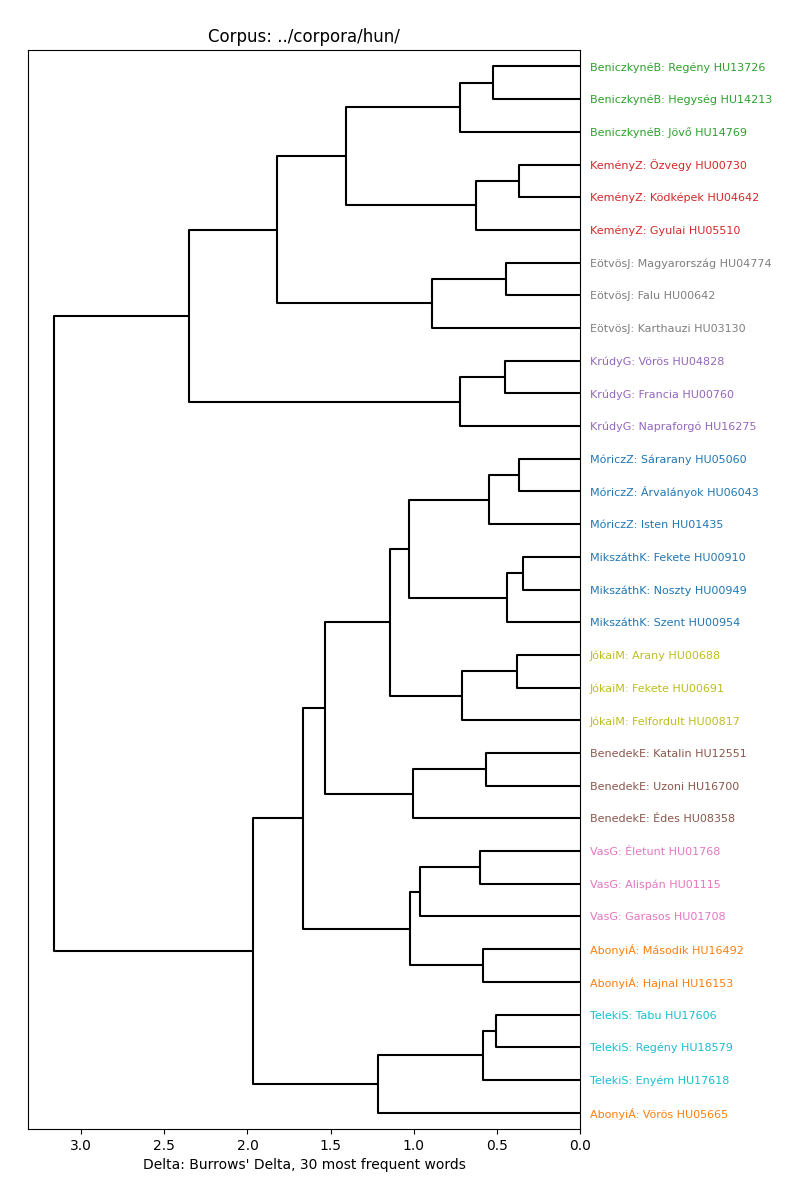 Corpus: ../corpora/hun/
BeniczkynéB: Regény HU13726
BeniczkynéB: Hegység HU14213
BeniczkynéB: Jövő HU14769
KeményZ: Özvegy HU00730
KeményZ: Ködképek HU04642
KeményZ: Gyulai HU05510
EötvösJ: Magyarország HU04774
EötvösJ: Falu HU00642
EötvösJ: Karthauzi HU03130
KrúdyG: Vörös HU04828
KrúdyG: Francia HU00760
KrúdyG: Napraforgó HU16275
MóriczZ: Sárarany HU05060
MóriczZ: Árvalányok HU06043
MóriczZ: Isten HU01435
MikszáthK: Fekete HU00910
MikszáthK: Noszty HU00949
MikszáthK: Szent HU00954
JókaiM: Arany HU00688
JókaiM: Fekete HU00691
JókaiM: Felfordult HU00817
BenedekE: Katalin HU12551
BenedekE: Uzoni HU16700
BenedekE: Édes HU08358
VasG: Életunt HU01768
VasG: Alispán HU01115
VasG: Garasos HU01708
AbonyiÁ: Második HU16492
AbonyiÁ: Hajnal HU16153
TelekiS: Tabu HU17606
TelekiS: Regény HU18579
TelekiS: Enyém HU17618
AbonyiÁ: Vörös HU05665
3.0 2.5 2.0 1.5 1.0 0.5 0.0
Delta: Burrows' Delta, 30 most frequent words